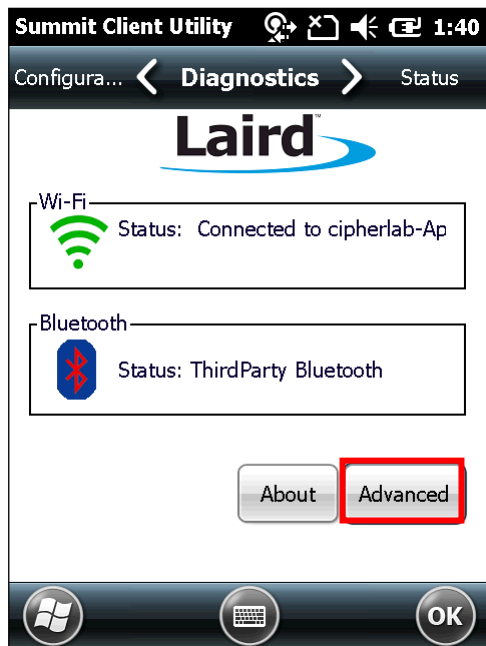 Summit Client Utility 1:40
Configura... Diagnostics Status
Laird™
Wi-Fi
Status: Connected to cipherlab-Ap
Bluetooth
Status: ThirdParty Bluetooth
About Advanced
OK